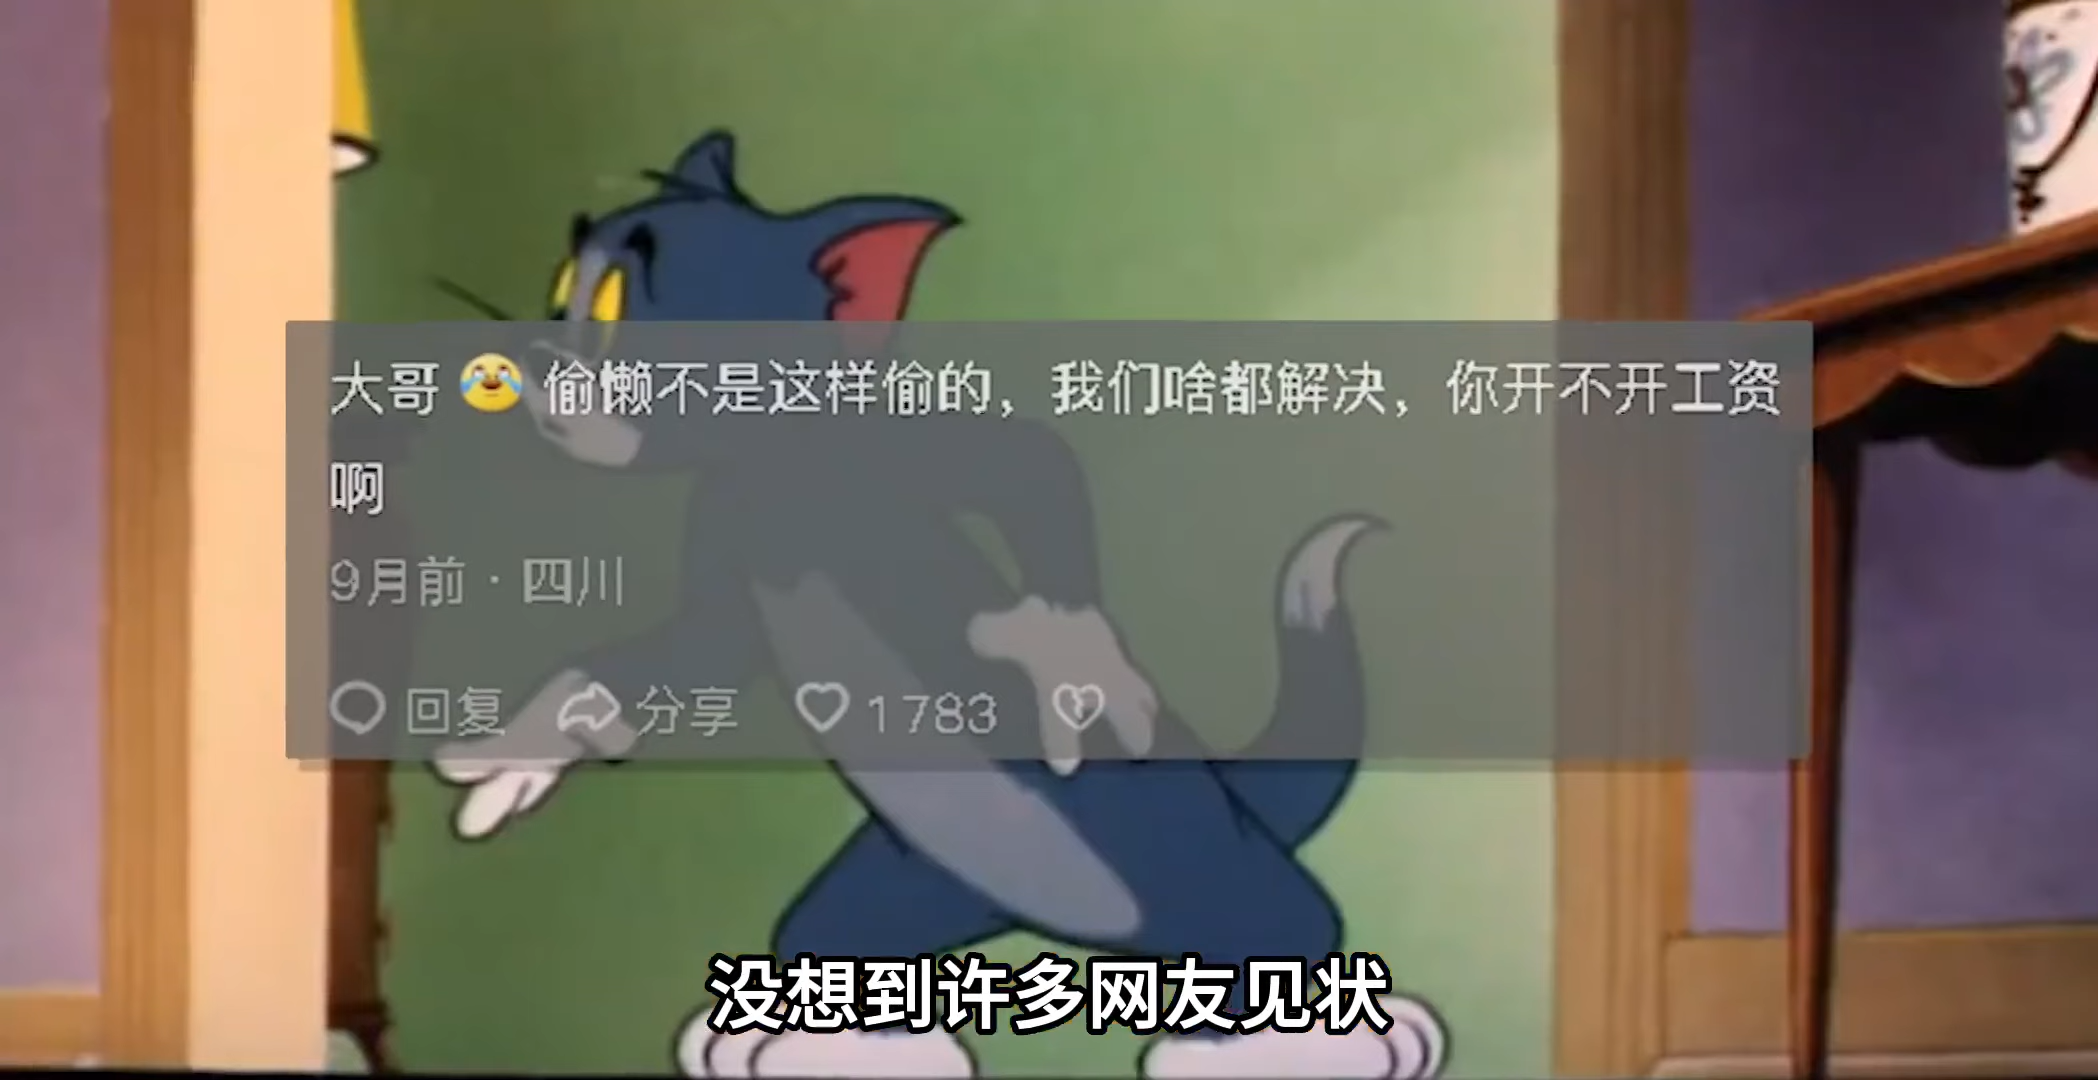 大哥😂偷懒不是这样偷的，我们啥都解决，你开不开工资
啊
9月前·四川
回复 分享 1783
没想到许多网友见状